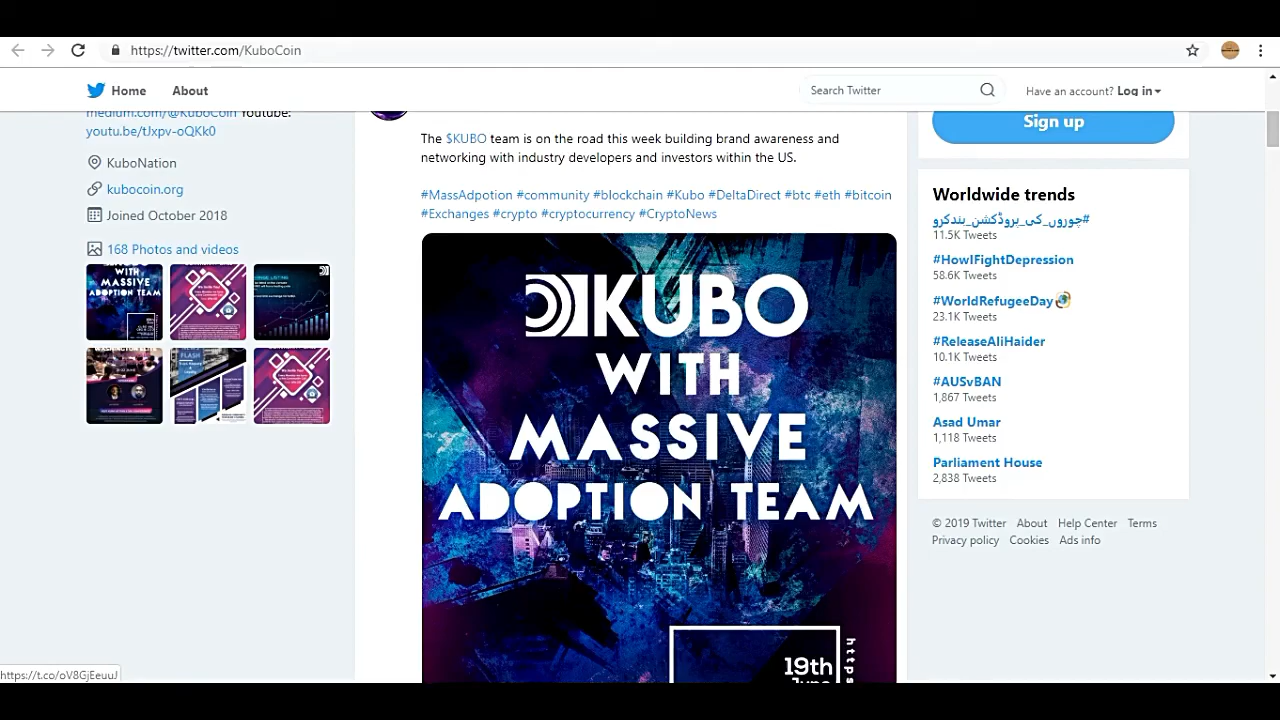 https://twitter.com/KuboCoin
Home About
Search Twitter
Have an account? Log in
medium.com/@KuboCoin Youtube:
youtu.be/tJxpv-oQKk0
KuboNation
kubocoin.org
Joined October 2018
168 Photos and videos
WITH
MASSIVE
ADOPTION TEAM
The $KUBO team is on the road this week building brand awareness and
networking with industry developers and investors within the US.
#MassAdpotion #community #blockchain #Kubo #DeltaDirect #btc #eth #bitcoin
#Exchanges #crypto #cryptocurrency #CryptoNews
KUBO
WITH
MASSIVE
ADOPTION TEAM
19th
June
https
Sign up
Worldwide trends
#چوروں_کی_پروڈکشن_بندکرو
11.5K Tweets
#HowIFightDepression
58.6K Tweets
#WorldRefugeeDay
23.1K Tweets
#ReleaseAliHaider
10.1K Tweets
#AUSvBAN
1,867 Tweets
Asad Umar
1,118 Tweets
Parliament House
2,838 Tweets
© 2019 Twitter About Help Center Terms
Privacy policy Cookies Ads info
https://t.co/oV8GjEeuuJ